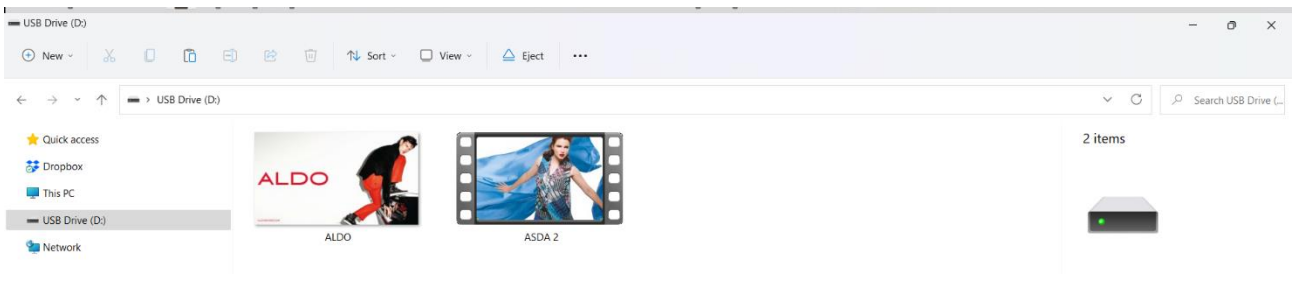 USB Drive (D:)
New Sort View Eject
USB Drive (D:)
Search USB Drive (...
Quick access
Dropbox
This PC
USB Drive (D:)
Network
ALDO
ALDO
ASDA 2
2 items